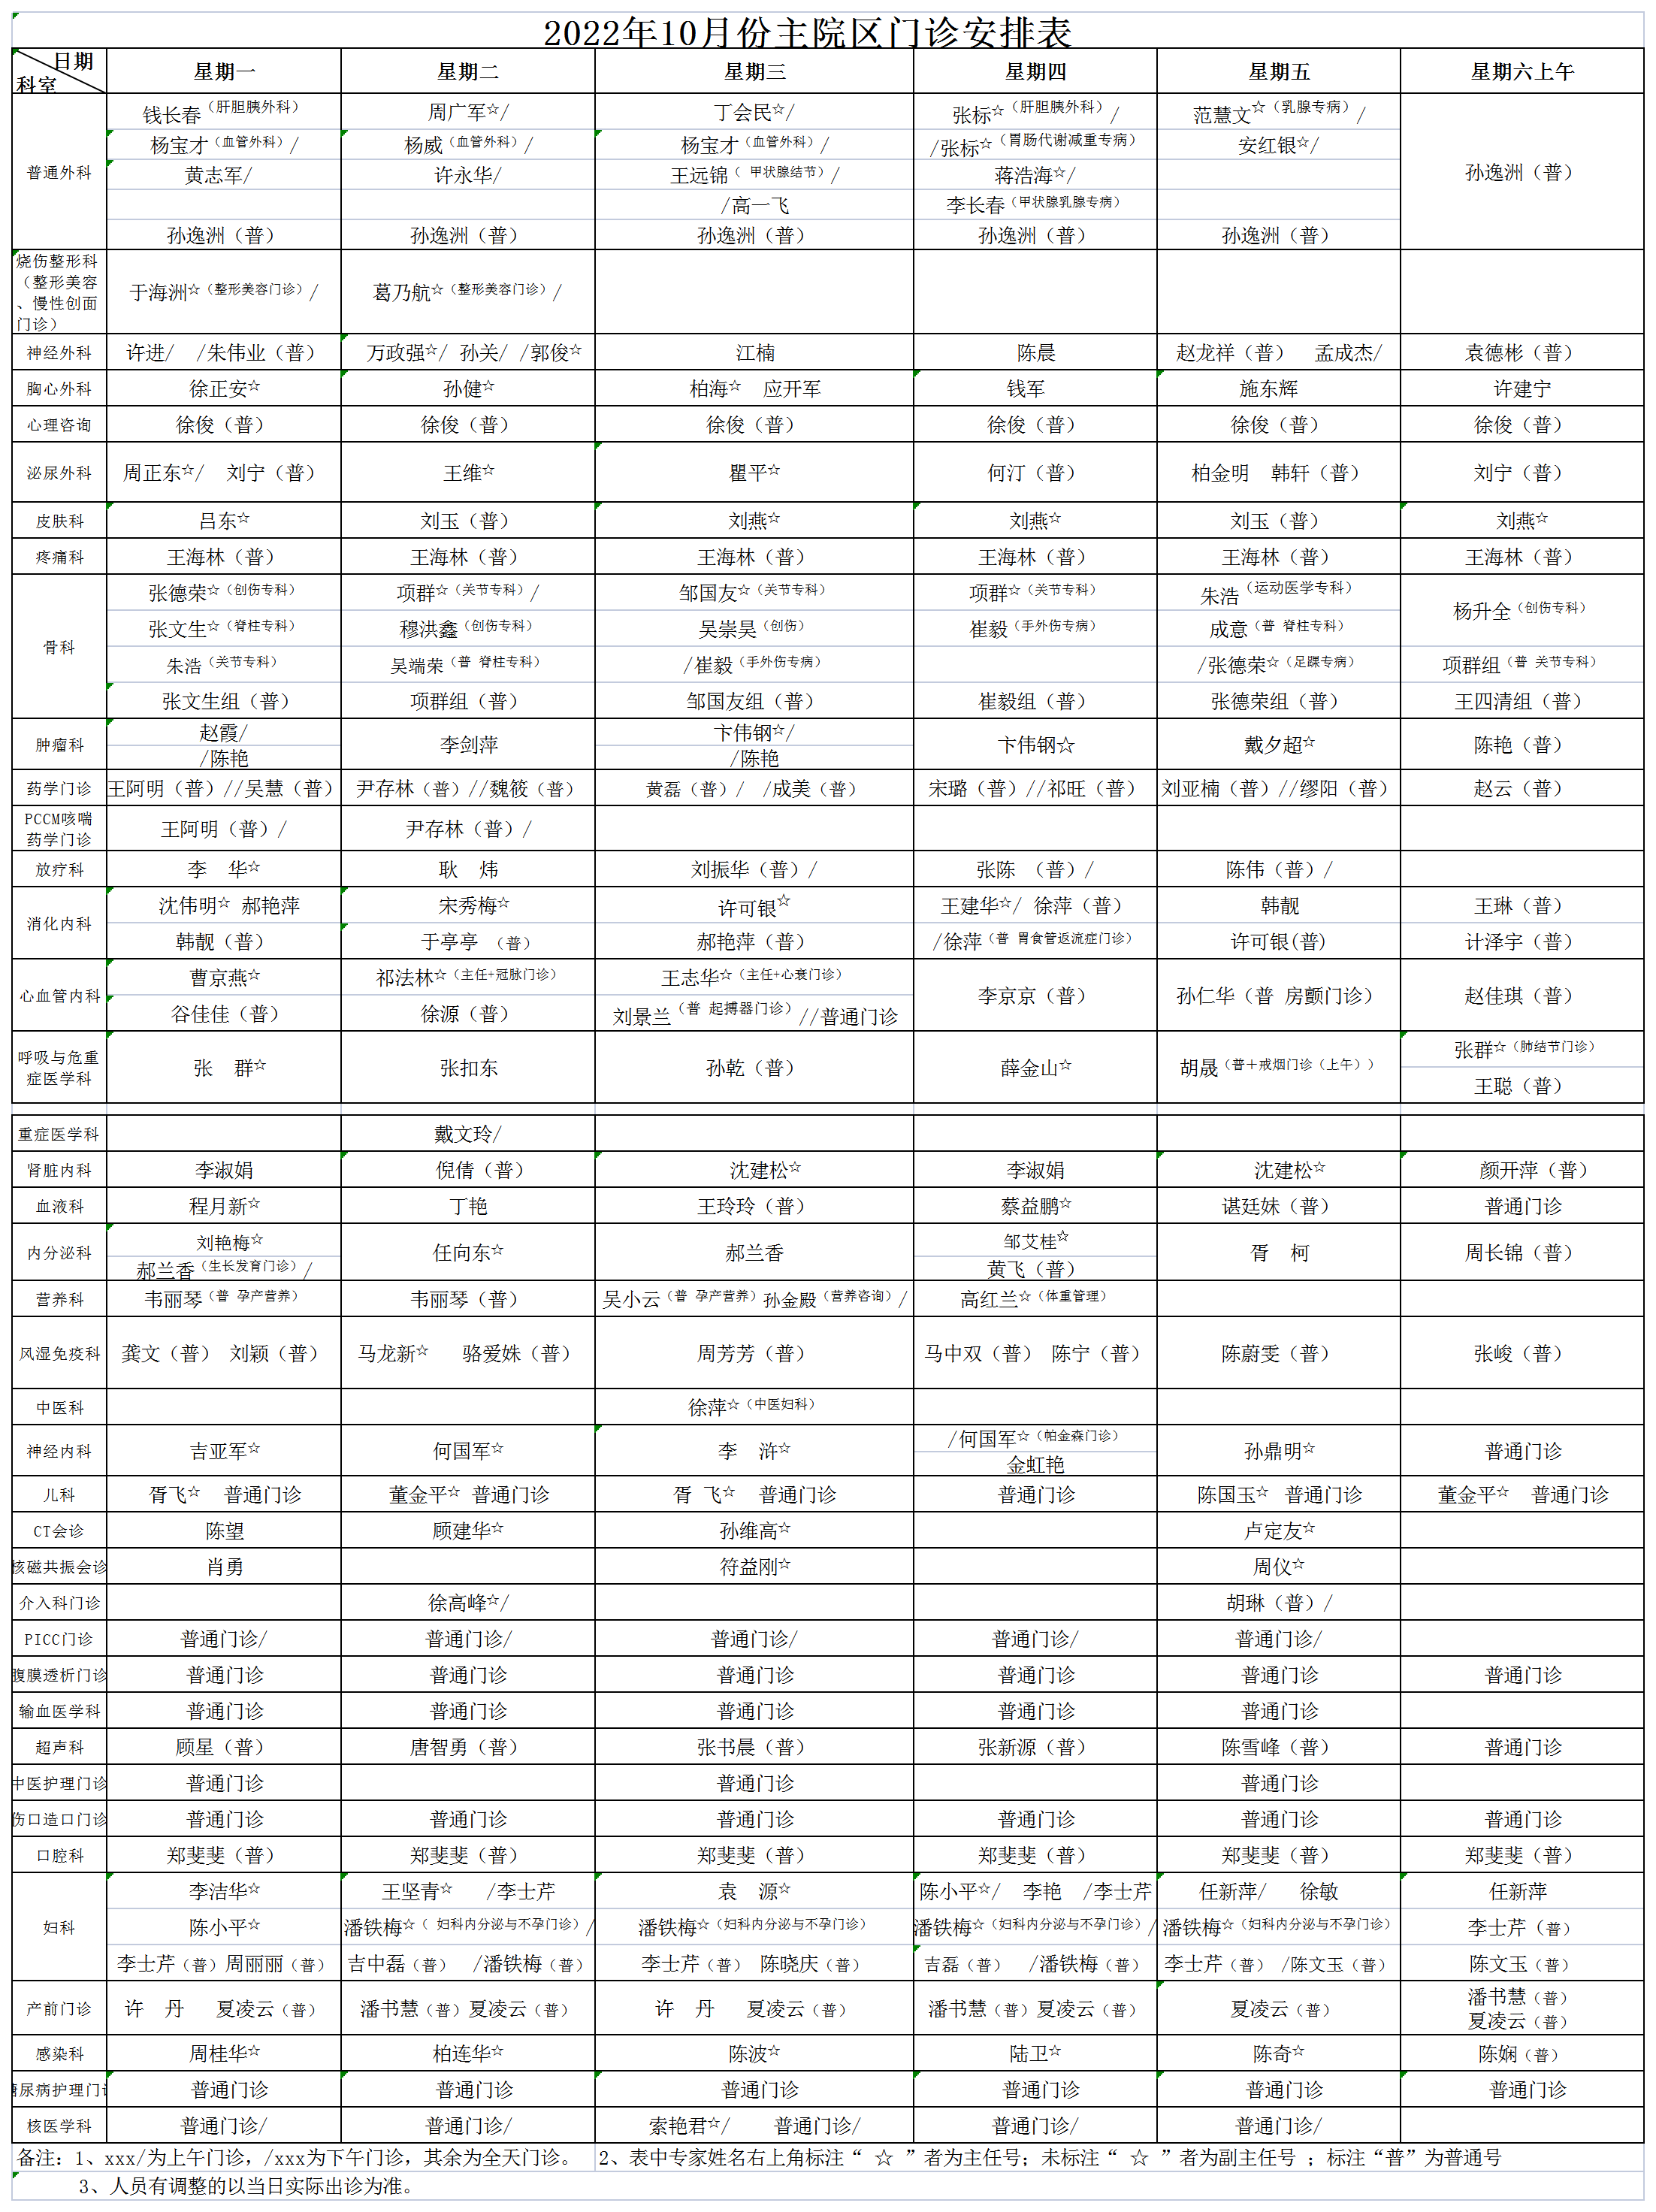 2022年10月份主院区门诊安排表
日期 科室 星期一 星期二 星期三 星期四 星期五 星期六上午
普通外科
钱长春（肝胆胰外科） 周广军☆/ 丁会民☆/ 张标☆（肝胆胰外科）/ 范慧文☆（乳腺专病）/ 孙逸洲（普）
杨宝才（血管外科）/ 杨威（血管外科）/ 杨宝才（血管外科）/ /张标☆（胃肠代谢减重专病） 安红银☆/
黄志军/ 许永华/ 王远锦（ 甲状腺结节）/ 蒋浩海☆/
/高一飞 李长春（甲状腺乳腺专病）
孙逸洲（普） 孙逸洲（普） 孙逸洲（普） 孙逸洲（普） 孙逸洲（普）
烧伤整形科
（整形美容
、慢性创面
门诊）
于海洲☆（整形美容门诊）/ 葛乃航☆（整形美容门诊）/
神经外科 许进/ /朱伟业（普） 万政强☆/ 孙关/ /郭俊☆ 江楠 陈晨 赵龙祥（普） 孟成杰/ 袁德彬（普）
胸心外科 徐正安☆ 孙健☆ 柏海☆ 应开军 钱军 施东辉 许建宁
心理咨询 徐俊（普） 徐俊（普） 徐俊（普） 徐俊（普） 徐俊（普） 徐俊（普）
泌尿外科 周正东☆/ 刘宁（普） 王维☆ 瞿平☆ 何汀（普） 柏金明 韩轩（普） 刘宁（普）
皮肤科 吕东☆ 刘玉（普） 刘燕☆ 刘燕☆ 刘玉（普） 刘燕☆
疼痛科 王海林（普） 王海林（普） 王海林（普） 王海林（普） 王海林（普） 王海林（普）
骨科
张德荣☆（创伤专科） 项群☆（关节专科）/ 邹国友☆（关节专科） 项群☆（关节专科） 朱浩（运动医学专科） 杨升全（创伤专科）
张文生☆（脊柱专科） 穆洪鑫（创伤专科） 吴崇昊（创伤） 崔毅（手外伤专病） 成意（普 脊柱专科）
朱浩（关节专科） 吴端荣（普 脊柱专科） /崔毅（手外伤专病） /张德荣☆（足踝专病） 项群组（普 关节专科）
张文生组（普） 项群组（普） 邹国友组（普） 崔毅组（普） 张德荣组（普） 王四清组（普）
肿瘤科
赵霞/ 李剑萍 卞伟钢☆/ 卞伟钢☆ 戴夕超☆ 陈艳（普）
/陈艳 /陈艳
药学门诊 王阿明（普）//吴慧（普） 尹存林（普）//魏筱（普） 黄磊（普）/ /成美（普） 宋璐（普）//祁旺（普） 刘亚楠（普）//缪阳（普） 赵云（普）
PCCM咳喘
药学门诊
王阿明（普）/ 尹存林（普）/
放疗科 李 华☆ 耿 炜 刘振华（普）/ 张陈 （普）/ 陈伟（普）/
消化内科
沈伟明☆ 郝艳萍 宋秀梅☆ 许可银☆ 王建华☆/ 徐萍（普） 韩靓 王琳（普）
韩靓（普） 于亭亭 （普） 郝艳萍（普） /徐萍（普 胃食管返流症门诊） 许可银(普) 计泽宇（普）
心血管内科
曹京燕☆ 祁法林☆（主任+冠脉门诊） 王志华☆（主任+心衰门诊） 李京京（普） 孙仁华（普 房颤门诊） 赵佳琪（普）
谷佳佳（普） 徐源（普） 刘景兰（普 起搏器门诊）//普通门诊
呼吸与危重
症医学科
张 群☆ 张扣东 孙乾（普） 薛金山☆ 胡晟（普＋戒烟门诊（上午）） 张群☆（肺结节门诊）
王聪（普）
重症医学科 戴文玲/
肾脏内科 李淑娟 倪倩（普） 沈建松☆ 李淑娟 沈建松☆ 颜开萍（普）
血液科 程月新☆ 丁艳 王玲玲（普） 蔡益鹏☆ 谌廷妹（普） 普通门诊
内分泌科
刘艳梅☆ 任向东☆ 郝兰香 邹艾桂☆ 胥 柯 周长锦（普）
郝兰香（生长发育门诊）/ 黄飞（普）
营养科 韦丽琴（普 孕产营养） 韦丽琴（普） 吴小云（普 孕产营养）孙金殿（营养咨询）/ 高红兰☆（体重管理）
风湿免疫科 龚文（普） 刘颖（普） 马龙新☆ 骆爱姝（普） 周芳芳（普） 马中双（普） 陈宁（普） 陈蔚雯（普） 张峻（普）
中医科 徐萍☆（中医妇科）
神经内科 吉亚军☆ 何国军☆ 李 浒☆ /何国军☆（帕金森门诊） 孙鼎明☆ 普通门诊
金虹艳
儿科 胥飞☆ 普通门诊 董金平☆ 普通门诊 胥 飞☆ 普通门诊 普通门诊 陈国玉☆ 普通门诊 董金平☆ 普通门诊
CT会诊 陈望 顾建华☆ 孙维高☆ 卢定友☆
核磁共振会诊 肖勇 符益刚☆ 周仪☆
介入科门诊 徐高峰☆/ 胡琳（普）/
PICC门诊 普通门诊/ 普通门诊/ 普通门诊/ 普通门诊/ 普通门诊/
腹膜透析门诊 普通门诊 普通门诊 普通门诊 普通门诊 普通门诊 普通门诊
输血医学科 普通门诊 普通门诊 普通门诊 普通门诊 普通门诊
超声科 顾星（普） 唐智勇（普） 张书晨（普） 张新源（普） 陈雪峰（普） 普通门诊
中医护理门诊 普通门诊 普通门诊 普通门诊
伤口造口门诊 普通门诊 普通门诊 普通门诊 普通门诊 普通门诊 普通门诊
口腔科 郑斐斐（普） 郑斐斐（普） 郑斐斐（普） 郑斐斐（普） 郑斐斐（普） 郑斐斐（普）
妇科
李洁华☆ 王坚青☆ /李士芹 袁 源☆ 陈小平☆/ 李艳 /李士芹 任新萍/ 徐敏 任新萍
陈小平☆ 潘铁梅☆（ 妇科内分泌与不孕门诊）/ 潘铁梅☆（妇科内分泌与不孕门诊） 潘铁梅☆（妇科内分泌与不孕门诊）/ 潘铁梅☆（妇科内分泌与不孕门诊） 李士芹（普）
李士芹（普）周丽丽（普） 吉中磊（普） /潘铁梅（普） 李士芹（普） 陈晓庆（普） 吉磊（普） /潘铁梅（普） 李士芹（普） /陈文玉（普） 陈文玉（普）
产前门诊 许 丹 夏凌云（普） 潘书慧（普）夏凌云（普） 许 丹 夏凌云（普） 潘书慧（普）夏凌云（普） 夏凌云（普） 潘书慧（普）
夏凌云（普）
感染科 周桂华☆ 柏连华☆ 陈波☆ 陆卫☆ 陈奇☆ 陈娴（普）
尿病护理门 普通门诊 普通门诊 普通门诊 普通门诊 普通门诊 普通门诊
核医学科 普通门诊/ 普通门诊/ 索艳君☆/ 普通门诊/ 普通门诊/ 普通门诊/
备注：1、xxx/为上午门诊，/xxx为下午门诊，其余为全天门诊。 2、表中专家姓名右上角标注“ ☆ ”者为主任号；未标注“ ☆ ”者为副主任号 ；标注“普”为普通号
3、人员有调整的以当日实际出诊为准。